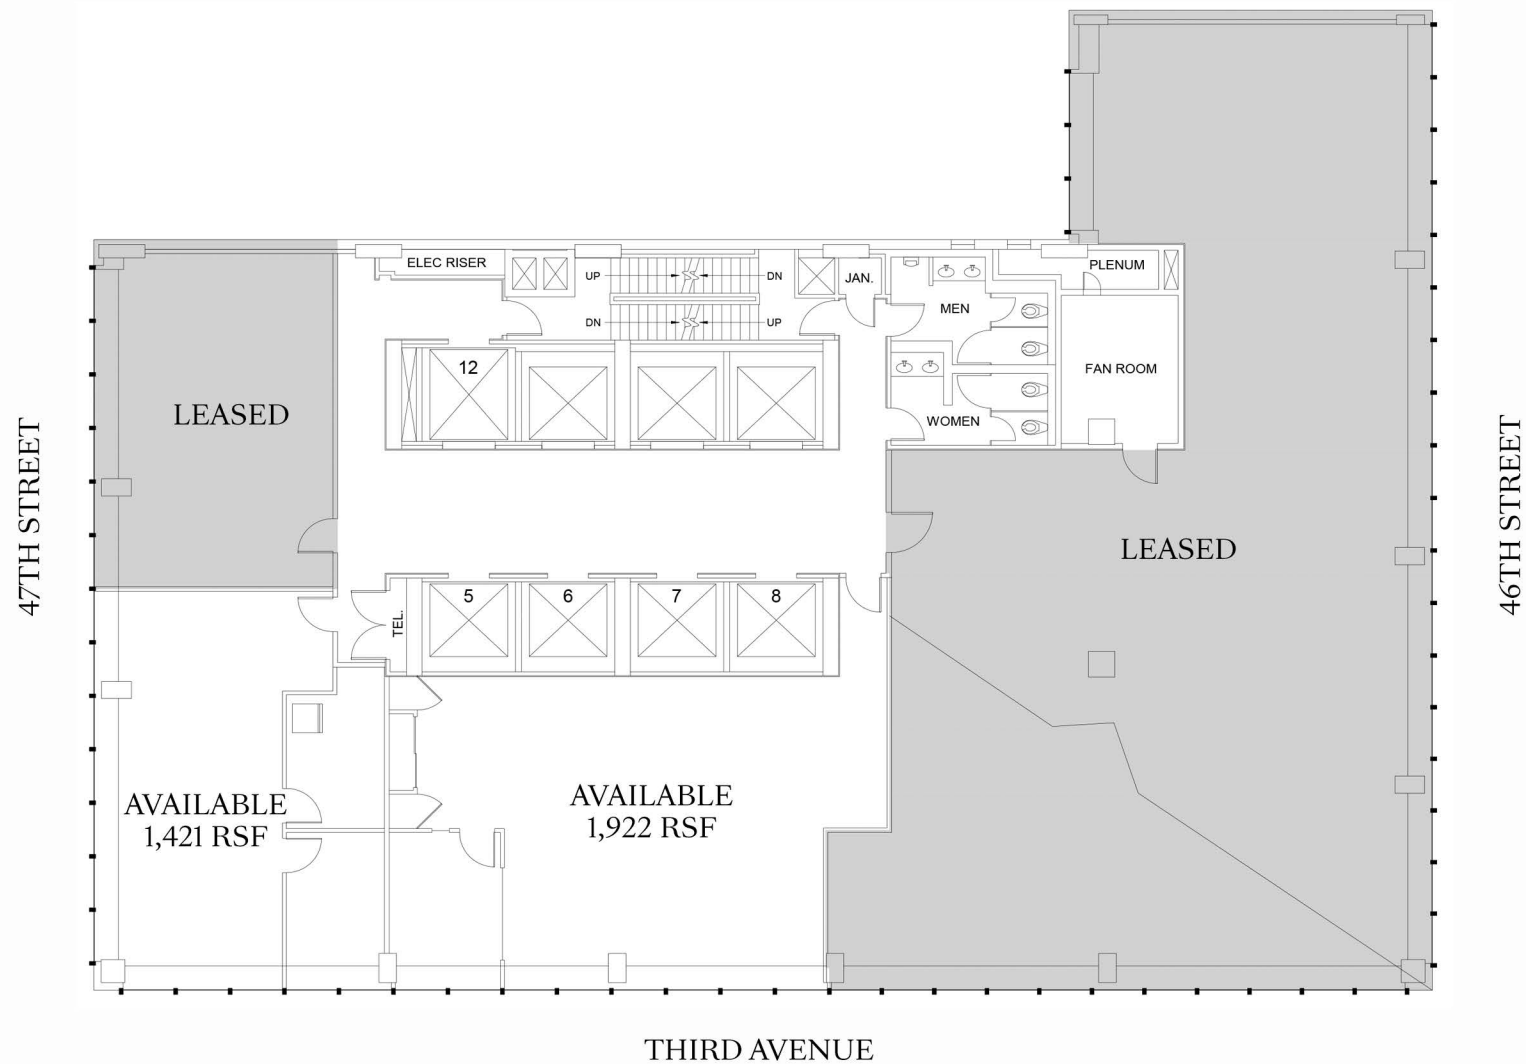 ELEC RISER
UP
DN
DN
UP
JAN.
MEN
PLENUM
FAN ROOM
WOMEN
12
LEASED
47TH STREET
46TH STREET
LEASED
5
6
7
8
TEL.
AVAILABLE
1,421 RSF
AVAILABLE
1,922 RSF
THIRD AVENUE